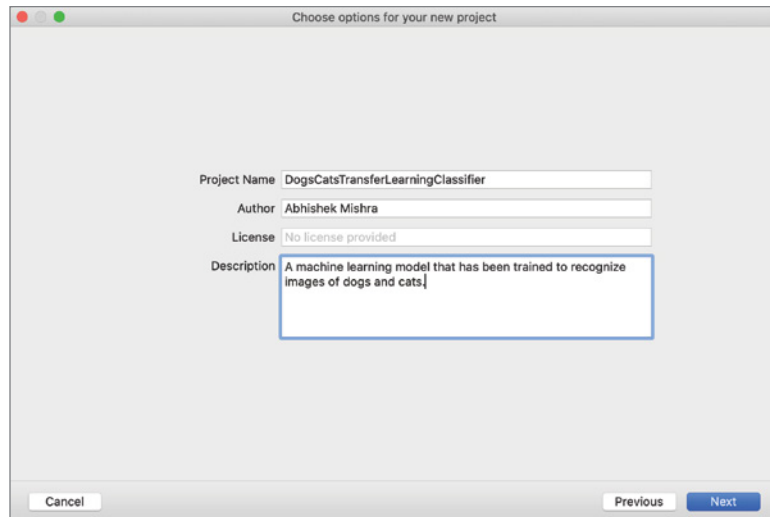 Choose options for your new project
Project Name DogsCatsTransferLearningClassifier
Author Abhishek Mishra
License No license provided
Description A machine learning model that has been trained to recognize
images of dogs and cats.
Cancel Previous Next